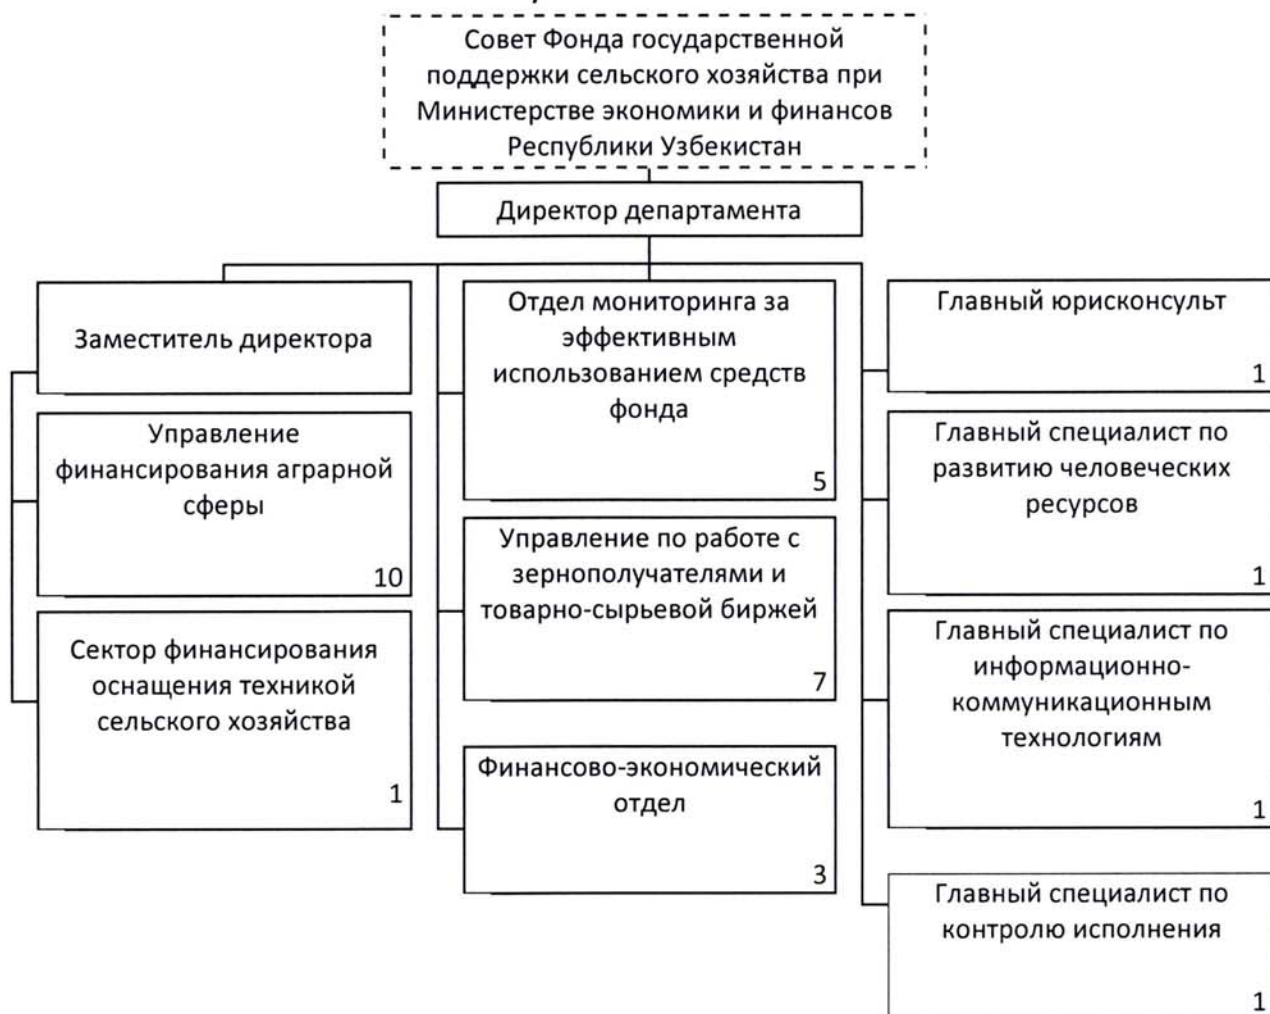 Совет Фонда государственной
поддержки сельского хозяйства при
Министерстве экономики и финансов
Республики Узбекистан
Директор департамента
Заместитель директора
Управление
финансирования аграрной
сферы
10
Сектор финансирования
оснащения техникой
сельского хозяйства
1
Отдел мониторинга за
эффективным
использованием средств
фонда
5
Управление по работе с
зернополучателями и
товарно-сырьевой биржей
7
Финансово-экономический
отдел
3
Главный юрисконсульт
1
Главный специалист по
развитию человеческих
ресурсов
1
Главный специалист по
информационно-
коммуникационным
технологиям
1
Главный специалист по
контролю исполнения
1